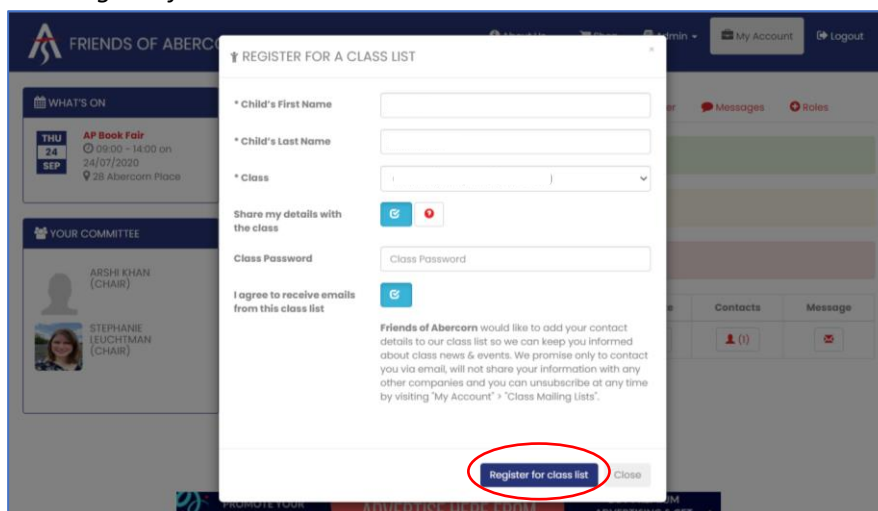 FRIENDS OF ABERCO
About Us
Shop
Admin
My Account
Logout
REGISTER FOR A CLASS LIST
×
WHAT'S ON
THU
24
SEP
AP Book Fair
09:00 - 14:00 on
24/07/2020
28 Abercorn Place
YOUR COMMITTEE
ARSHI KHAN
(CHAIR)
STEPHANIE
LEUCHTMAN
(CHAIR)
* Child's First Name
* Child's Last Name
* Class
)
Share my details with
the class
Class Password
Class Password
I agree to receive emails
from this class list
Friends of Abercorn would like to add your contact
details to our class list so we can keep you informed
about class news & events. We promise only to contact
you via email, will not share your information with any
other companies and you can unsubscribe at any time
by visiting "My Account" > "Class Mailing Lists".
Register for class list
Close
er
Messages
Roles
e
Contacts
Message
(1)
PROMOTE YOUR
ADVERTISE HERE FROM